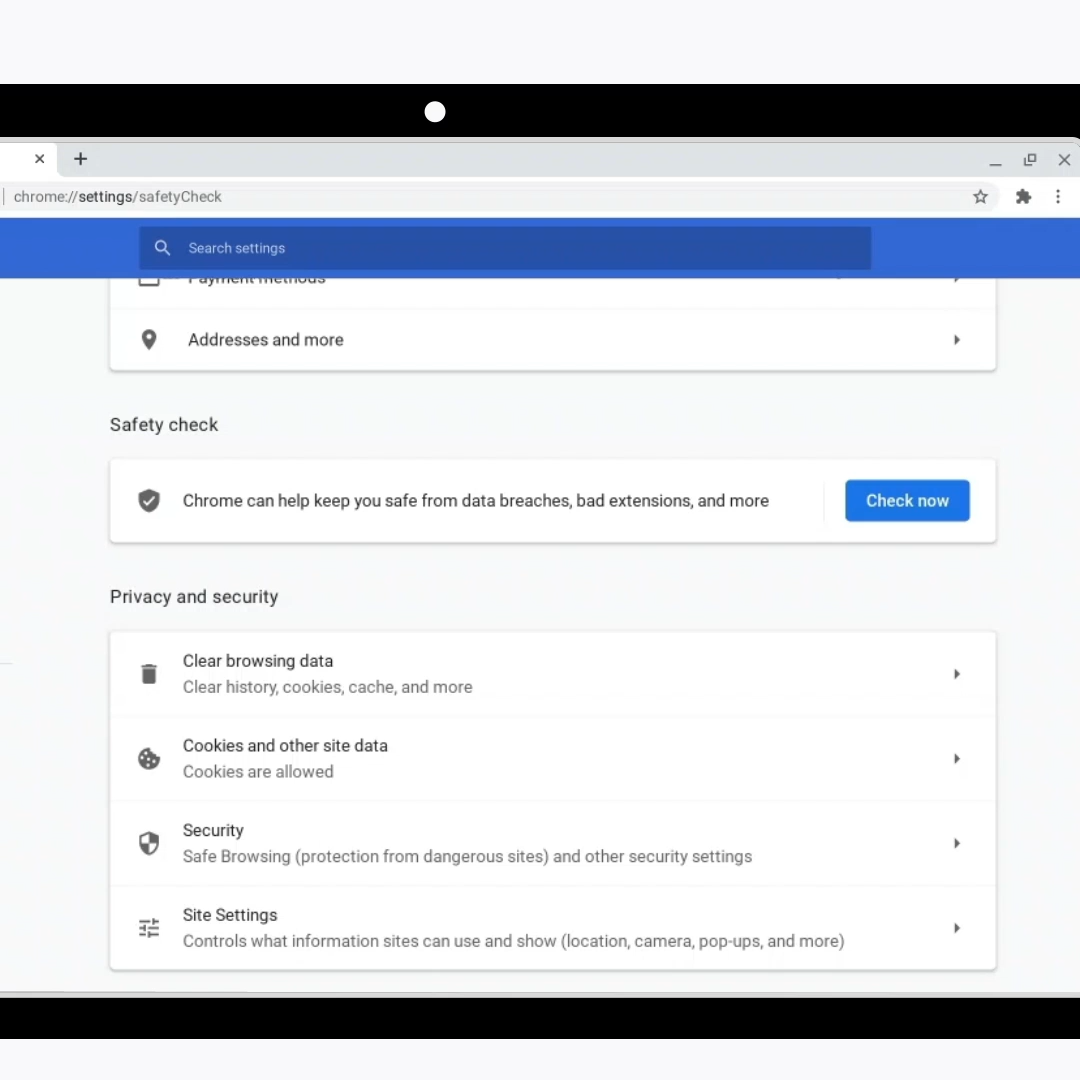 chrome://settings/safetyCheck
Search settings
Payment methods
Addresses and more
Safety check
Chrome can help keep you safe from data breaches, bad extensions, and more
Check now
Privacy and security
Clear browsing data
Clear history, cookies, cache, and more
Cookies and other site data
Cookies are allowed
Security
Safe Browsing (protection from dangerous sites) and other security settings
Site Settings
Controls what information sites can use and show (location, camera, pop-ups, and more)